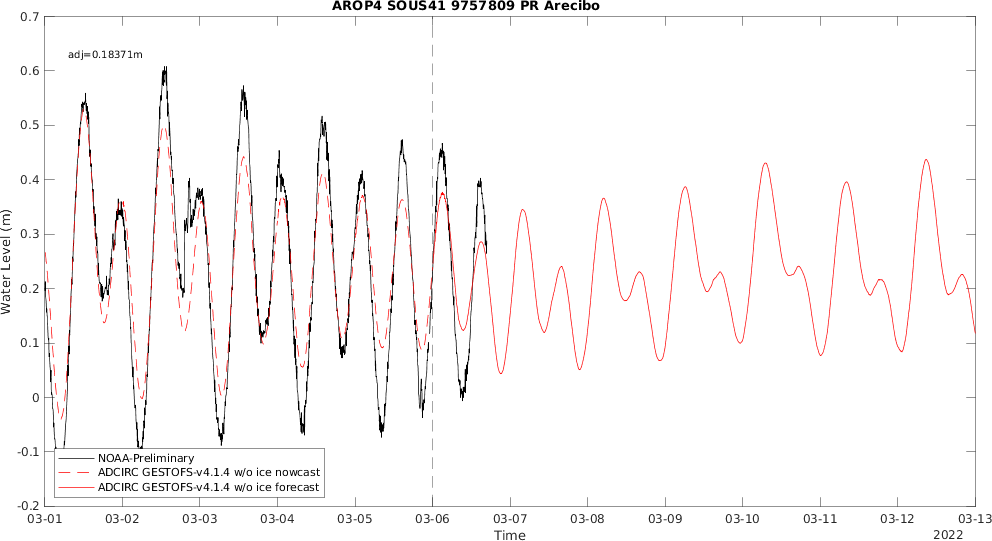 AROP4 SOUS41 9757809 PR Arecibo
adj=0.18371m
0.7
0.6
0.5
0.4
0.3
0.2
0.1
0
-0.1
-0.2
Water Level (m)
NOAA-Preliminary
ADCIRC GESTOFS-v4.1.4 w/o ice nowcast
ADCIRC GESTOFS-v4.1.4 w/o ice forecast
03-01 03-02 03-03 03-04 03-05 03-06 03-07 03-08 03-09 03-10 03-11 03-12 03-13
Time
2022